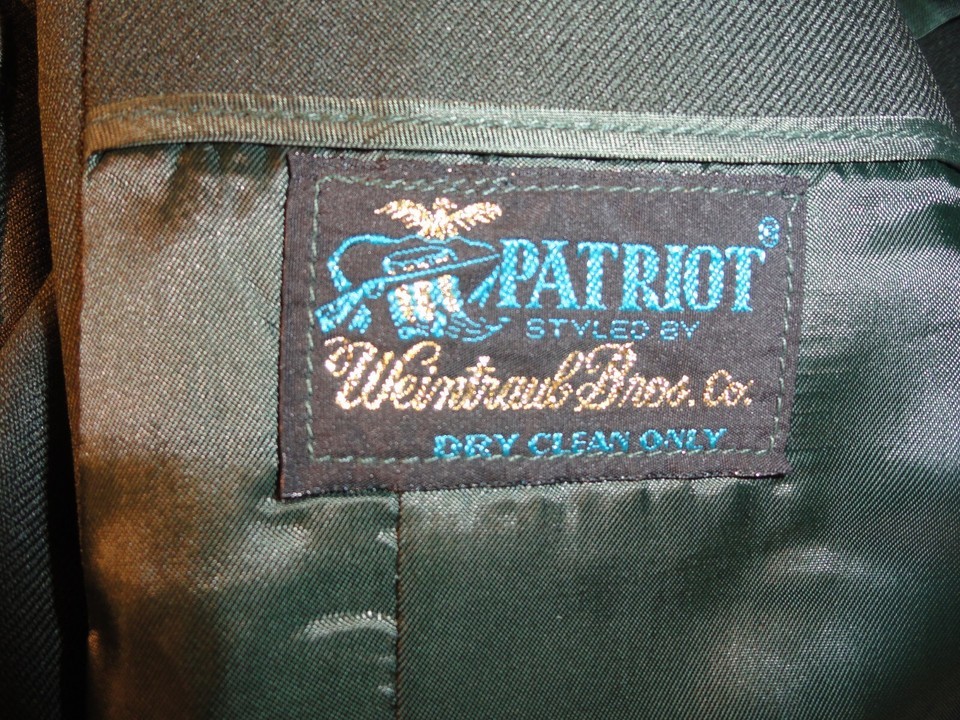 PATRIOT®
STYLED BY
Weintraub Bros. Co.
DRY CLEAN ONLY